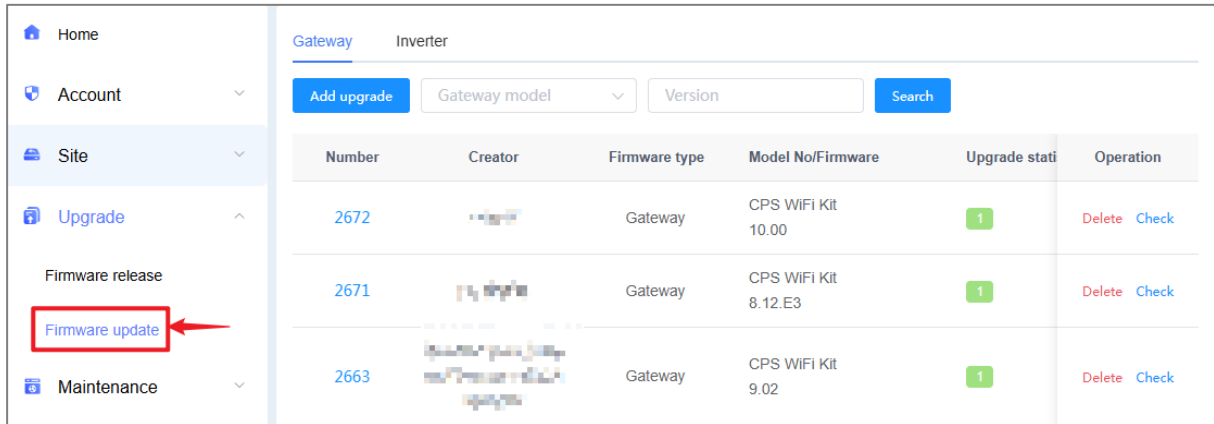 Home
Account
Site
Upgrade
Firmware release
Firmware update
Maintenance
Gateway Inverter
Add upgrade Gateway model Version Search
Number Creator Firmware type Model No/Firmware Upgrade stati Operation
2672 Gateway CPS WiFi Kit 1 Delete Check
10.00
2671 Gateway CPS WiFi Kit 1 Delete Check
8.12.E3
2663 Gateway CPS WiFi Kit 1 Delete Check
9.02